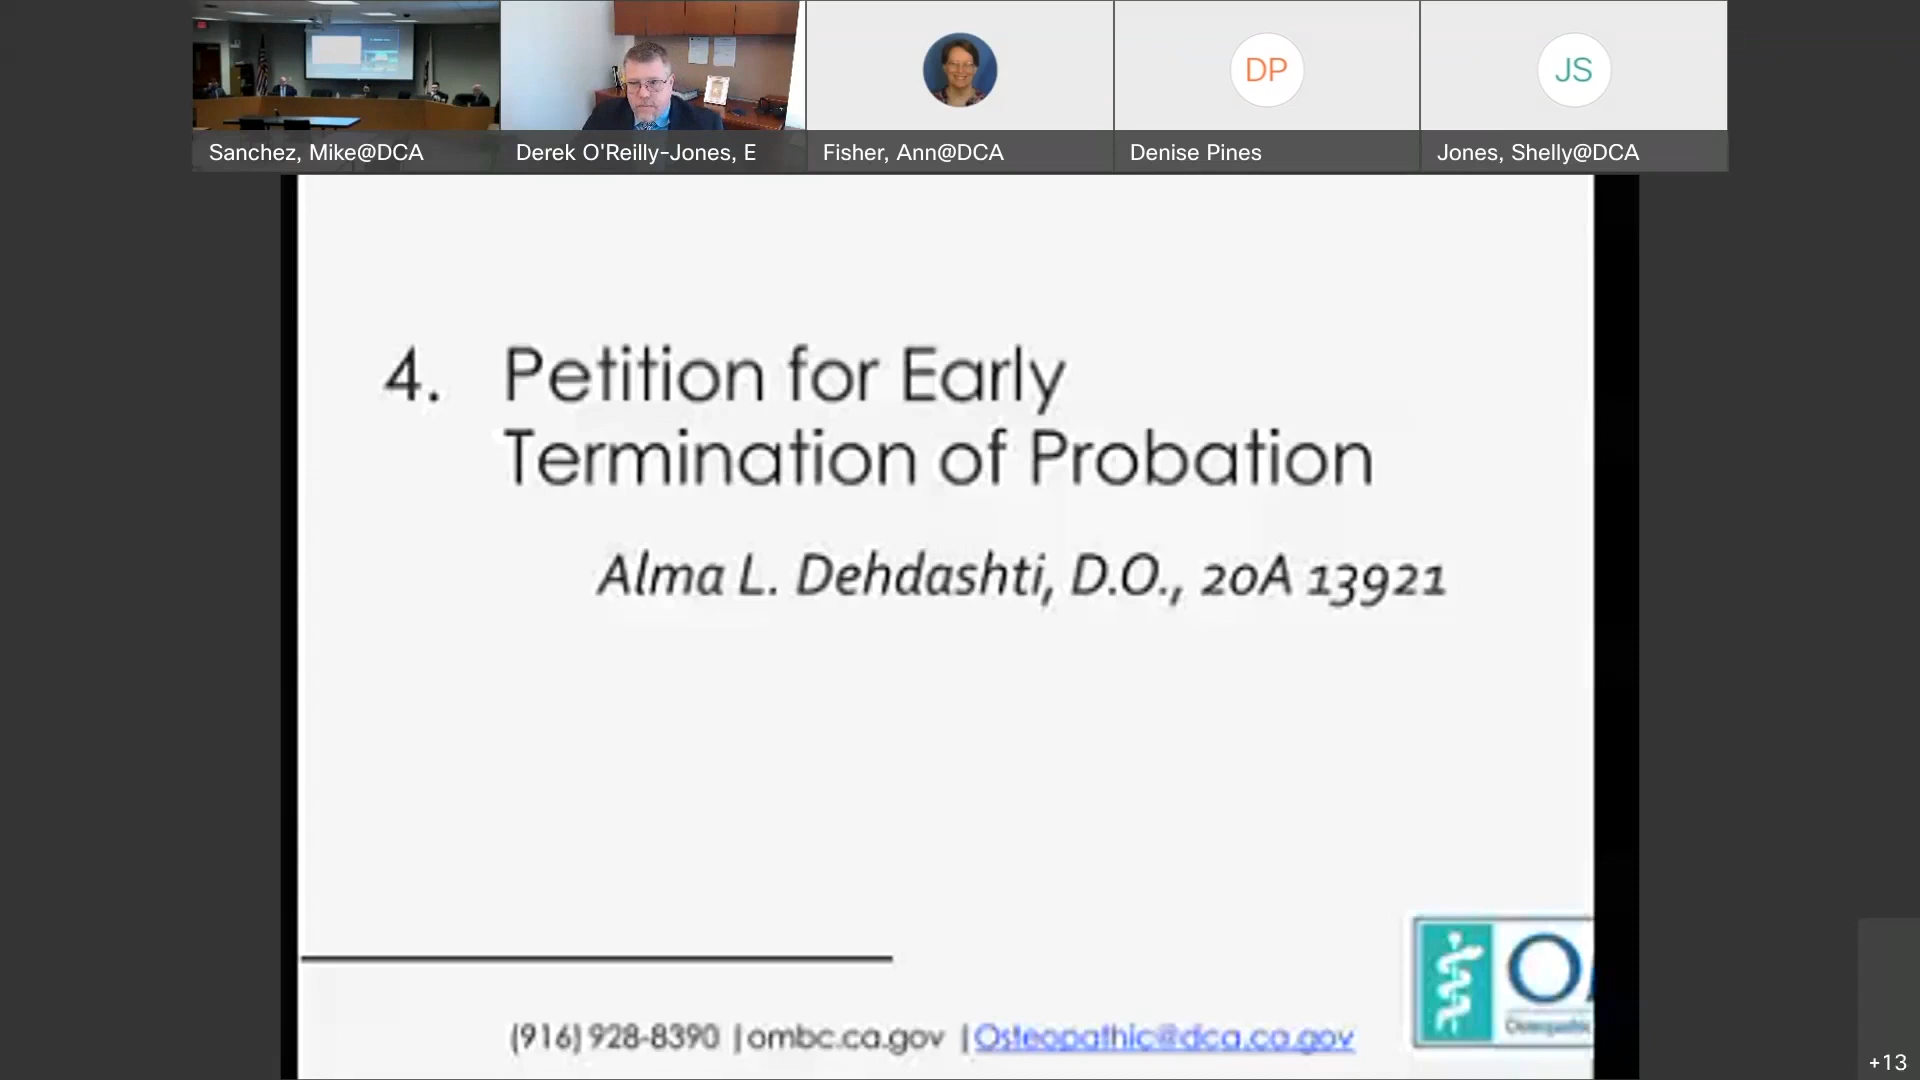 Sanchez, Mike@DCA
Derek O'Reilly-Jones, E
Fisher, Ann@DCA
DP
Denise Pines
JS
Jones, Shelly@DCA
4. Petition for Early
Termination of Probation
Alma L. Dehdashti, D.O., 20A 13921
O
Osteopathic
(916) 928-8390 | ombc.ca.gov | Osteopathic@dca.ca.gov
+13